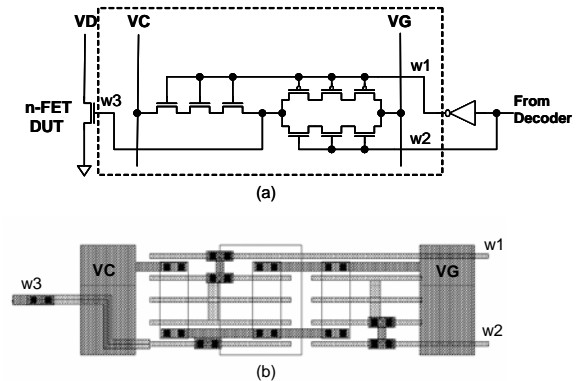 VD VC VG
w1
w3
n-FET
DUT
From
Decoder
w2
(a)
w1
VC VG
w3
w2
(b)